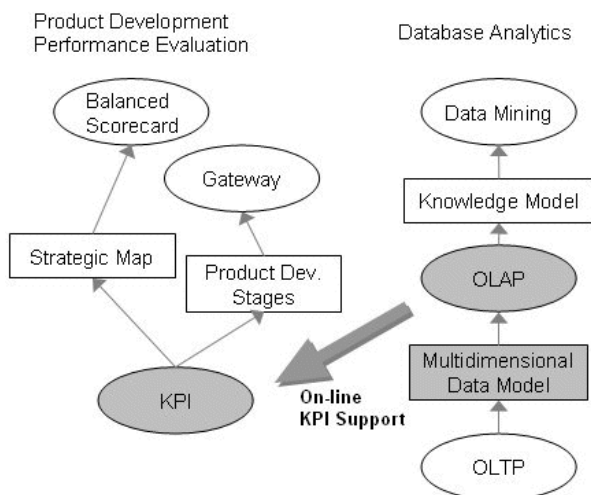 Product Development
Performance Evaluation
Database Analytics
Balanced
Scorecard
Data Mining
Gateway
Knowledge Model
Strategic Map
Product Dev.
Stages
OLAP
Multidimensional
Data Model
KPI
On-line
KPI Support
OLTP